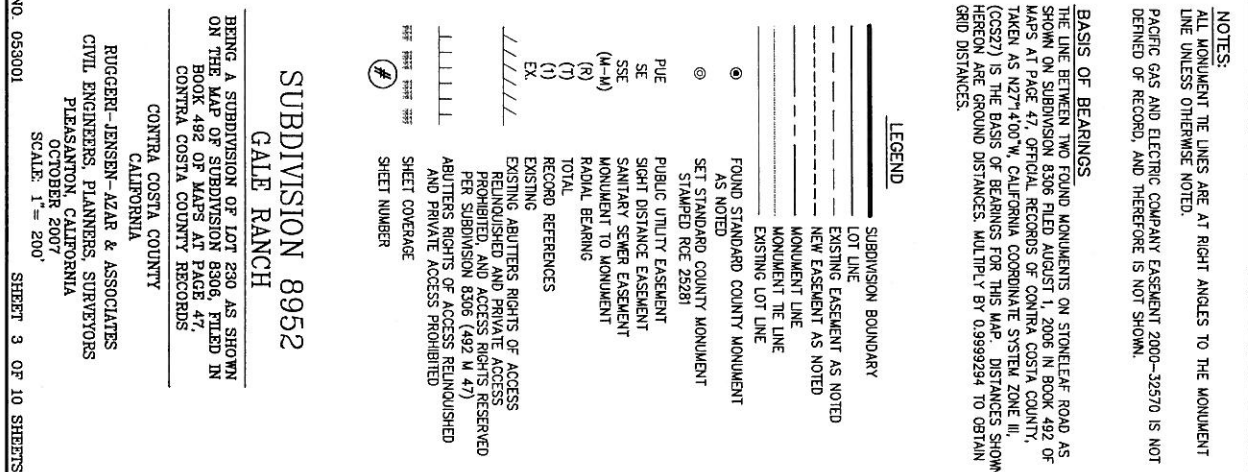 NOTES:
ALL MONUMENT TIE LINES ARE AT RIGHT ANGLES TO THE MONUMENT
LINE UNLESS OTHERWISE NOTED.
PACIFIC GAS AND ELECTRIC COMPANY EASEMENT 2000-32570 IS NOT
DEFINED OF RECORD, AND THEREFORE IS NOT SHOWN.
BASIS OF BEARINGS
THE LINE BETWEEN TWO FOUND MONUMENTS ON STONELEAF ROAD AS
SHOWN ON SUBDIVISION 8306 FILED AUGUST 1, 2006 IN BOOK 492 OF
MAPS AT PAGE 47, OFFICIAL RECORDS OF CONTRA COSTA COUNTY,
TAKEN AS N27°14'00"W, CALIFORNIA COORDINATE SYSTEM ZONE III,
(CCS27) IS THE BASIS OF BEARINGS FOR THIS MAP. DISTANCES SHOWN
HEREON ARE GROUND DISTANCES. MULTIPLY BY 0.9999294 TO OBTAIN
GRID DISTANCES.
LEGEND
SUBDIVISION BOUNDARY
LOT LINE
EXISTING EASEMENT AS NOTED
NEW EASEMENT AS NOTED
MONUMENT LINE
MONUMENT TIE LINE
EXISTING LOT LINE
FOUND STANDARD COUNTY MONUMENT
AS NOTED
SET STANDARD COUNTY MONUMENT
STAMPED RCE 25281
PUE PUBLIC UTILITY EASEMENT
SE SIGHT DISTANCE EASEMENT
SSE SANITARY SEWER EASEMENT
(M-M) MONUMENT TO MONUMENT
(R) RADIAL BEARING
(T) TOTAL
(1) RECORD REFERENCES
EX. EXISTING
EXISTING ABUTTERS RIGHTS OF ACCESS
RELINQUISHED AND PRIVATE ACCESS
PROHIBITED, AND ACCESS RIGHTS RESERVED
PER SUBDIVISION 8306 (492 M 47)
ABUTTERS RIGHTS OF ACCESS RELINQUISHED
AND PRIVATE ACCESS PROHIBITED
SHEET COVERAGE
# SHEET NUMBER
SUBDIVISION 8952
GALE RANCH
BEING A SUBDIVISION OF LOT 230 AS SHOWN
ON THE MAP OF SUBDIVISION 8306, FILED IN
BOOK 492 OF MAPS AT PAGE 47,
CONTRA COSTA COUNTY RECORDS
CONTRA COSTA COUNTY
CALIFORNIA
RUGGERI-JENSEN-AZAR & ASSOCIATES
CIVIL ENGINEERS, PLANNERS, SURVEYORS
PLEASANTON, CALIFORNIA
OCTOBER 2007
SCALE: 1"= 200'
NO. 053001 SHEET 3 OF 10 SHEETS